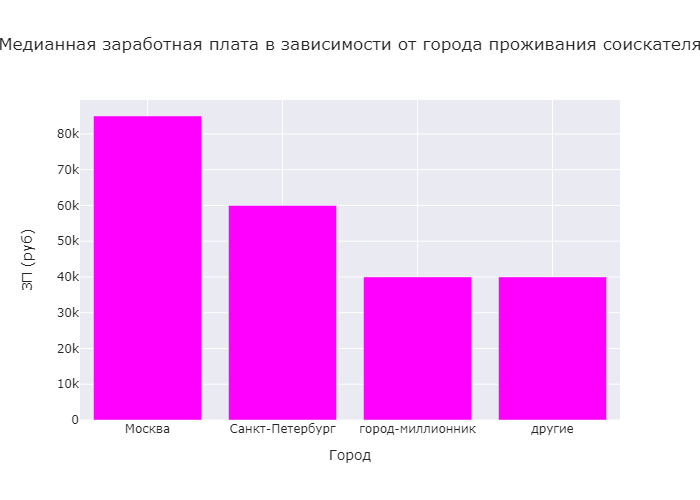 Медианная заработная плата в зависимости от города проживания соискателя
80k
70k
60k
50k
40k
30k
20k
10k
0
ЗП (руб)
Москва
Санкт-Петербург
город-миллионник
другие
Город